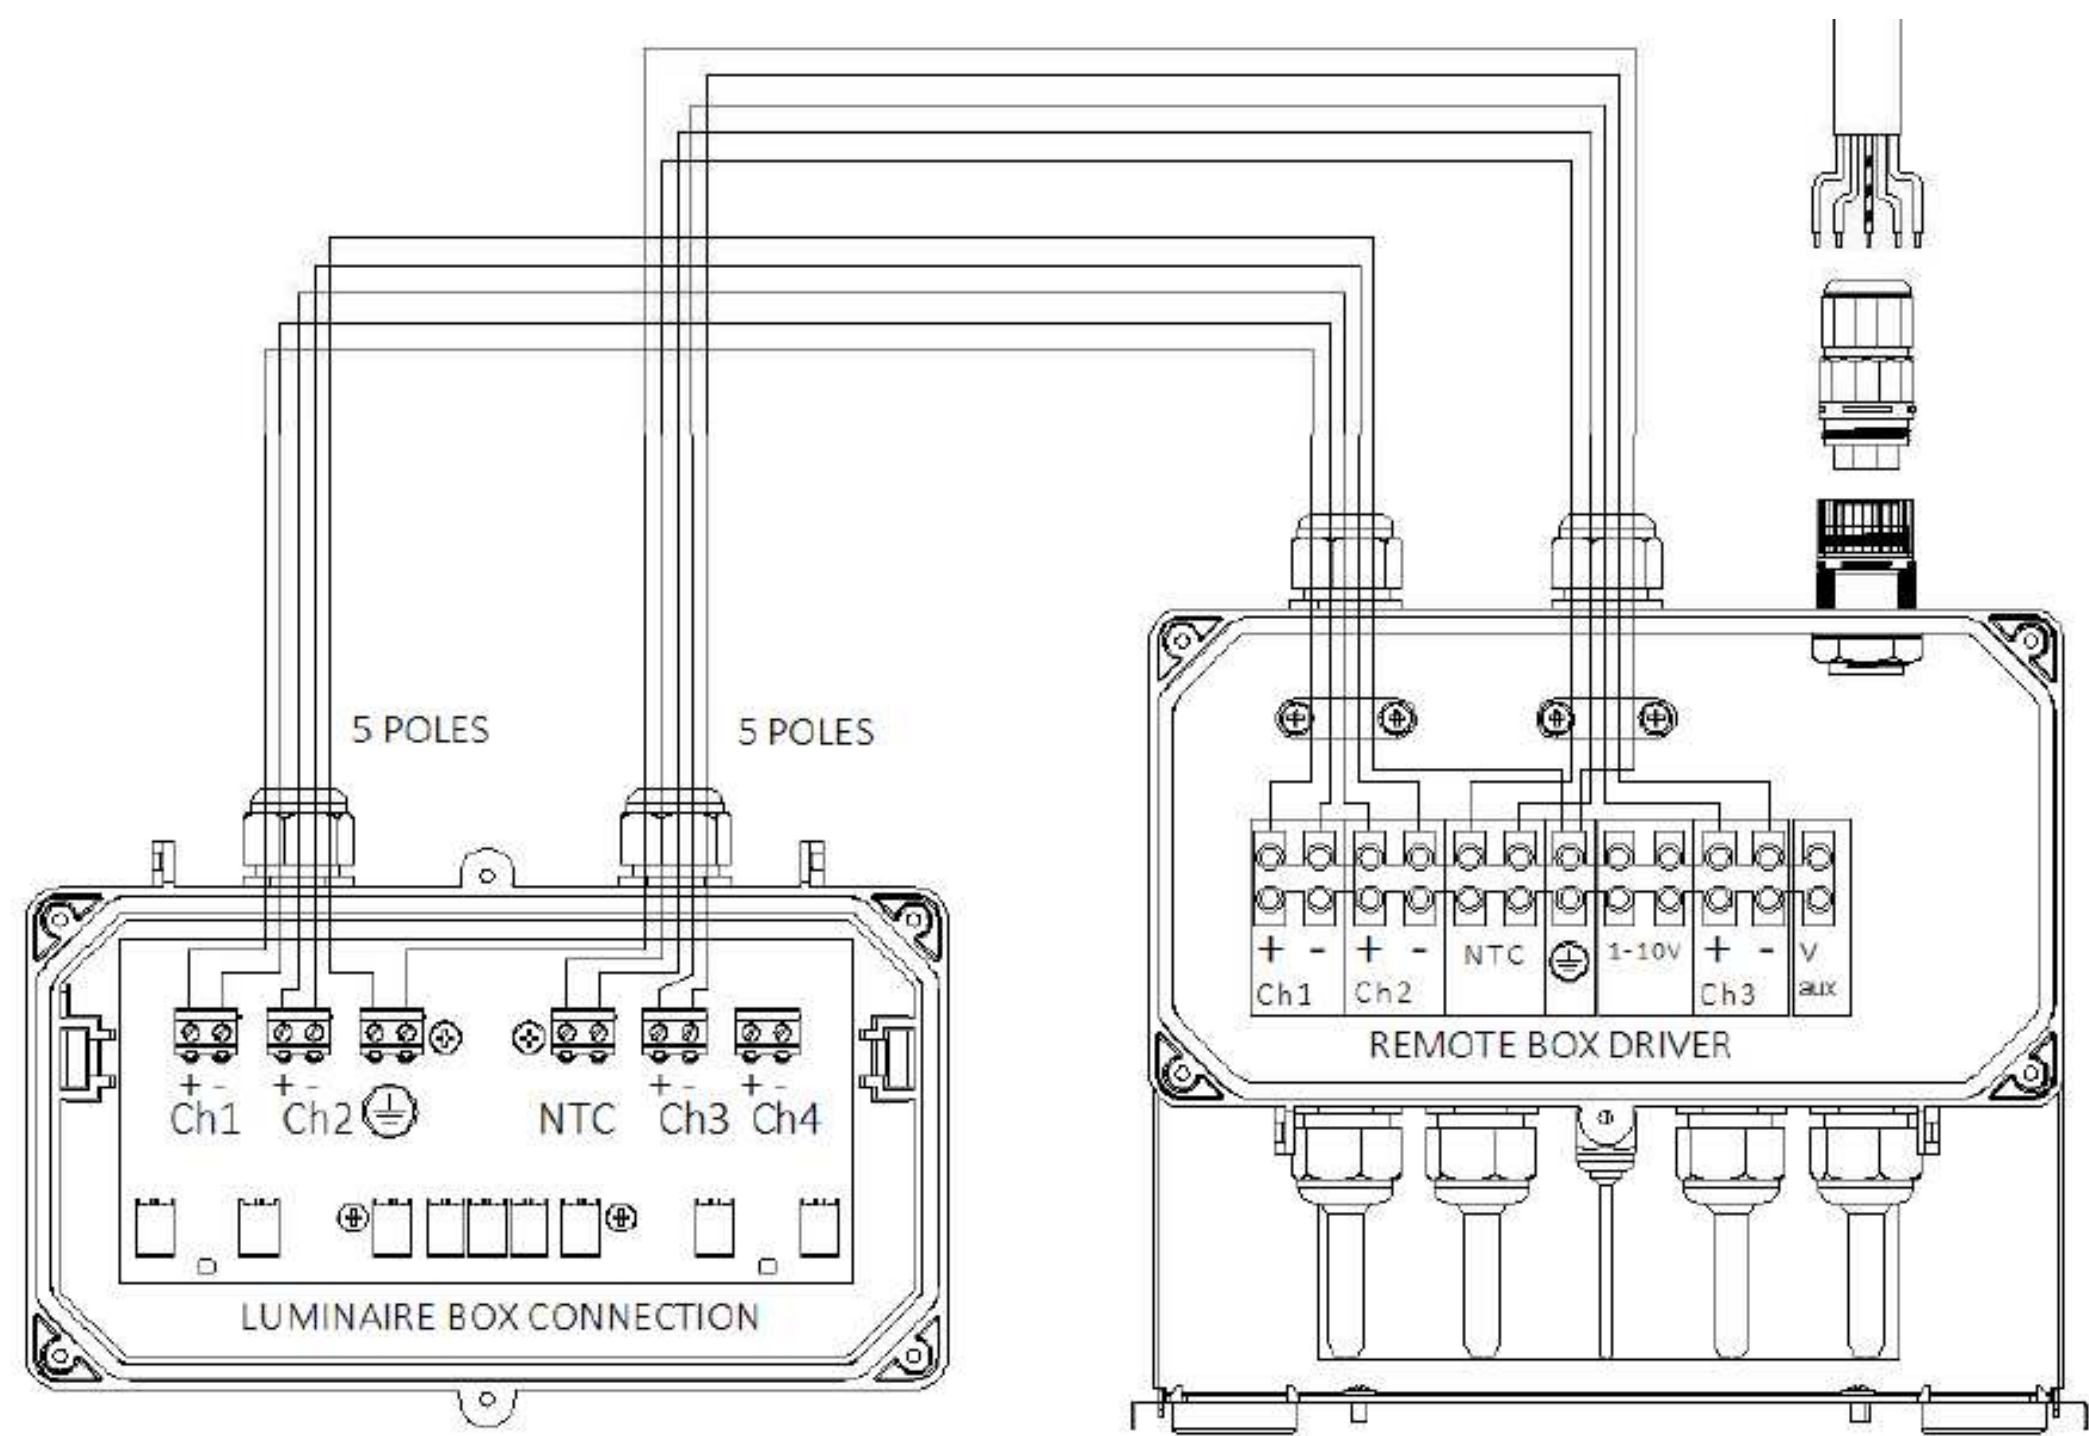 5 POLES 5 POLES
+ - + - NTC 1-10V + - V
Ch1 Ch2 Ch3 aux
REMOTE BOX DRIVER
+ - + - + - + -
Ch1 Ch2 NTC Ch3 Ch4
LUMINAIRE BOX CONNECTION